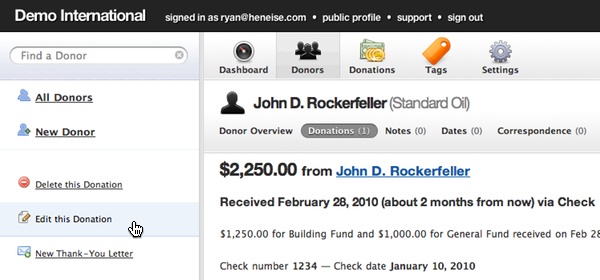 Demo International signed in as ryan@heneise.com • public profile • support • sign out
Find a Donor
All Donors
New Donor
Delete this Donation
Edit this Donation
New Thank-You Letter
Dashboard Donors Donations Tags Settings
John D. Rockerfeller (Standard Oil)
Donor Overview Donations (1) Notes (0) Dates (0) Correspondence (0)
$2,250.00 from John D. Rockerfeller
Received February 28, 2010 (about 2 months from now) via Check
$1,250.00 for Building Fund and $1,000.00 for General Fund received on Feb 28
Check number 1234 — Check date January 10, 2010